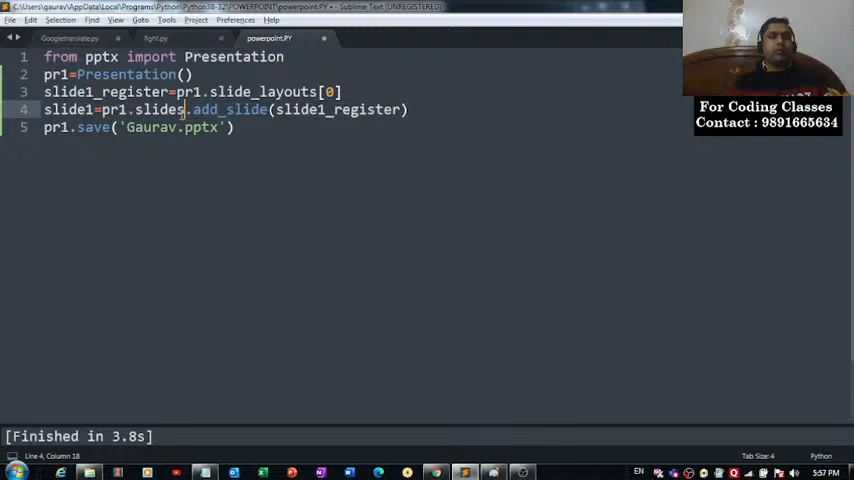 C:\Users\gaurav\AppData\Local\Programs\Python\Python38-32\POWERPOINT\powerpoint.PY • - Sublime Text (UNREGISTERED)
File Edit Selection Find View Goto Tools Project Preferences Help
Googletranslate.py fight.py powerpoint.PY
1 from pptx import Presentation
2 pr1=Presentation()
3 slide1_register=pr1.slide_layouts[0]
4 slide1=pr1.slides.add_slide(slide1_register)
5 pr1.save('Gaurav.pptx')
For Coding Classes
Contact : 9891665634
[Finished in 3.8s]
Line 4, Column 18 Tab Size: 4 Python
EN 5:57 PM